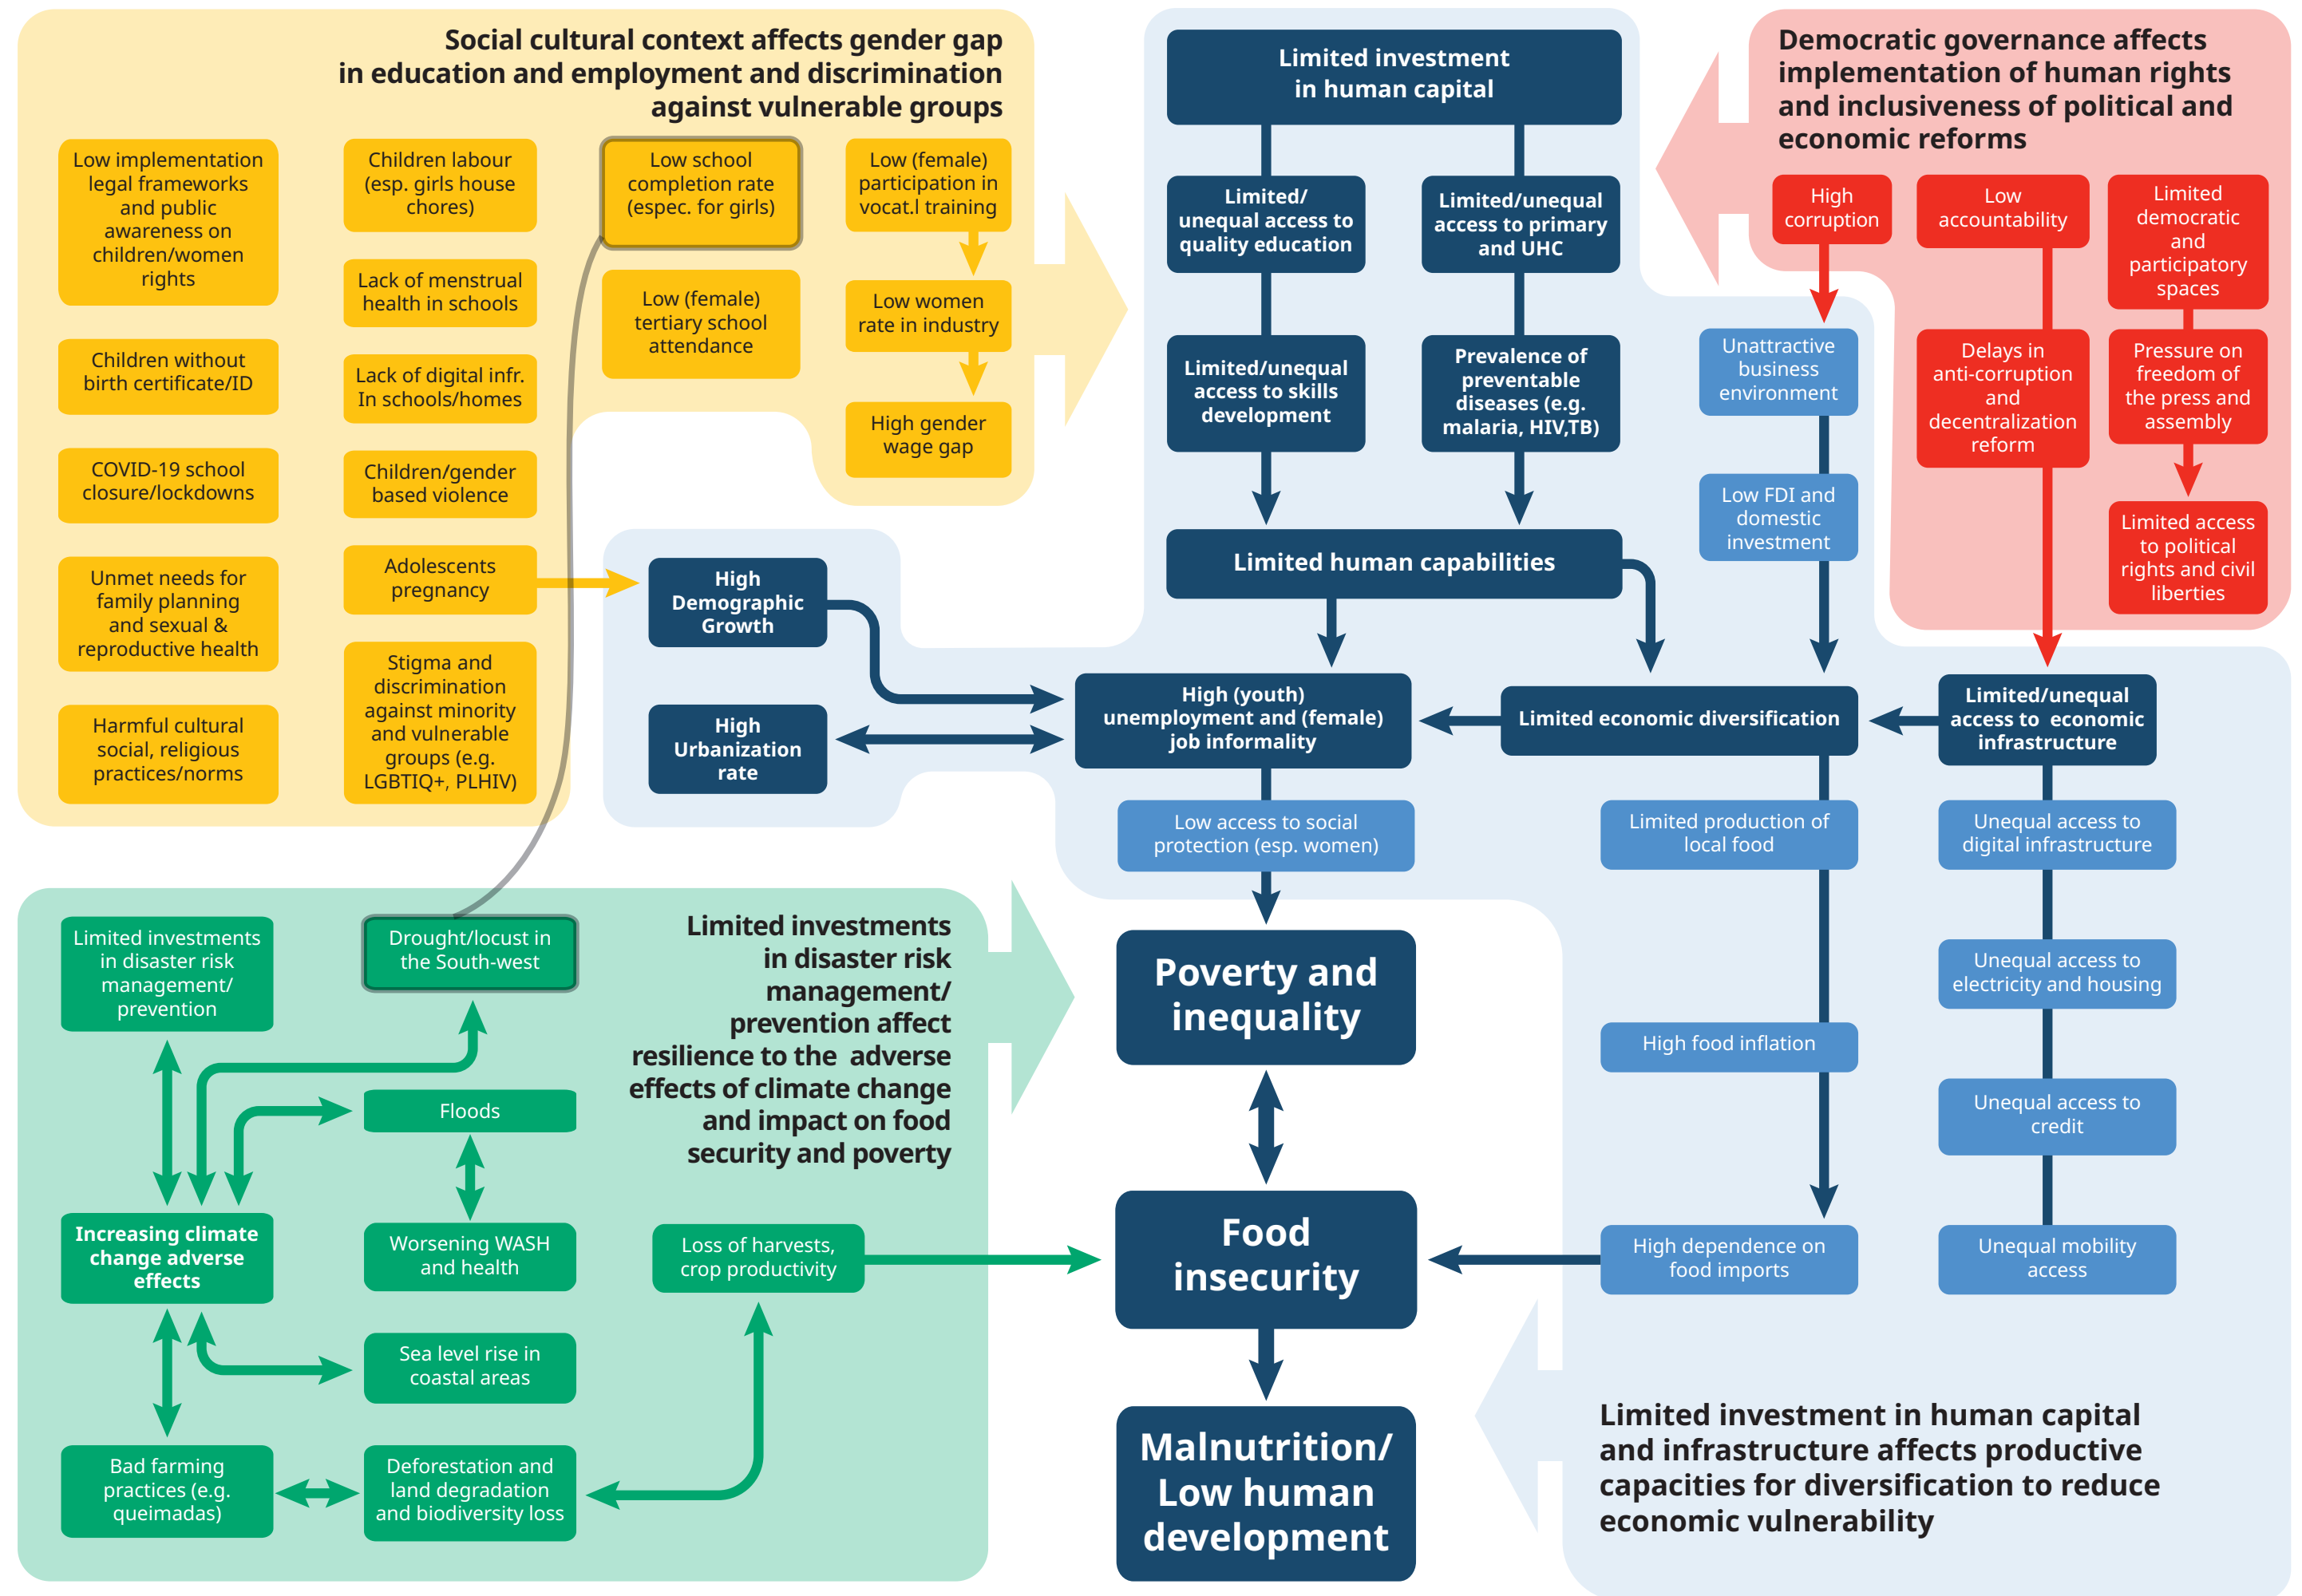 Social cultural context affects gender gap
in education and employment and discrimination
against vulnerable groups
Low implementation
legal frameworks
and public
awareness on
children/women
rights
Children without
birth certificate/ID
COVID-19 school
closure/lockdowns
Unmet needs for
family planning
and sexual &
reproductive health
Harmful cultural
social, religious
practices/norms
Children labour
(esp. girls house
chores)
Lack of menstrual
health in schools
Lack of digital infr.
In schools/homes
Children/gender
based violence
Adolescents
pregnancy
Stigma and
discrimination
against minority
and vulnerable
groups (e.g.
LGBTIQ+, PLHIV)
Low school
completion rate
(espec. for girls)
Low (female)
tertiary school
attendance
Low (female)
participation in
vocat.l training
Low women
rate in industry
High gender
wage gap
Limited investment
in human capital
Limited/
unequal access to
quality education
Limited/unequal
access to primary
and UHC
Limited/unequal
access to skills
development
Prevalence of
preventable
diseases (e.g.
malaria, HIV,TB)
Limited human capabilities
Democratic governance affects
implementation of human rights
and inclusiveness of political and
economic reforms
High
corruption
Low
accountability
Limited
democratic
and
participatory
spaces
Unattractive
business
environment
Delays in
anti-corruption
and
decentralization
reform
Pressure on
freedom of
the press and
assembly
Low FDI and
domestic
investment
Limited access
to political
rights and civil
liberties
High
Demographic
Growth
High
Urbanization
rate
High (youth)
unemployment and (female)
job informality
Limited economic diversification
Limited/unequal
access to  economic
infrastructure
Low access to social
protection (esp. women)
Limited production of
local food
Unequal access to
digital infrastructure
Unequal access to
electricity and housing
High food inflation
Unequal access to
credit
High dependence on
food imports
Unequal mobility
access
Limited investments
in disaster risk
management/
prevention
Drought/locust in
the South-west
Limited investments
in disaster risk
management/
prevention affect
resilience to the  adverse
effects of climate change
and impact on food
security and poverty
Floods
Increasing climate
change adverse
effects
Worsening WASH
and health
Loss of harvests,
crop productivity
Sea level rise in
coastal areas
Bad farming
practices (e.g.
queimadas)
Deforestation and
land degradation
and biodiversity loss
Poverty and
inequality
Food
insecurity
Malnutrition/
Low human
development
Limited investment in human capital
and infrastructure affects productive
capacities for diversification to reduce
economic vulnerability